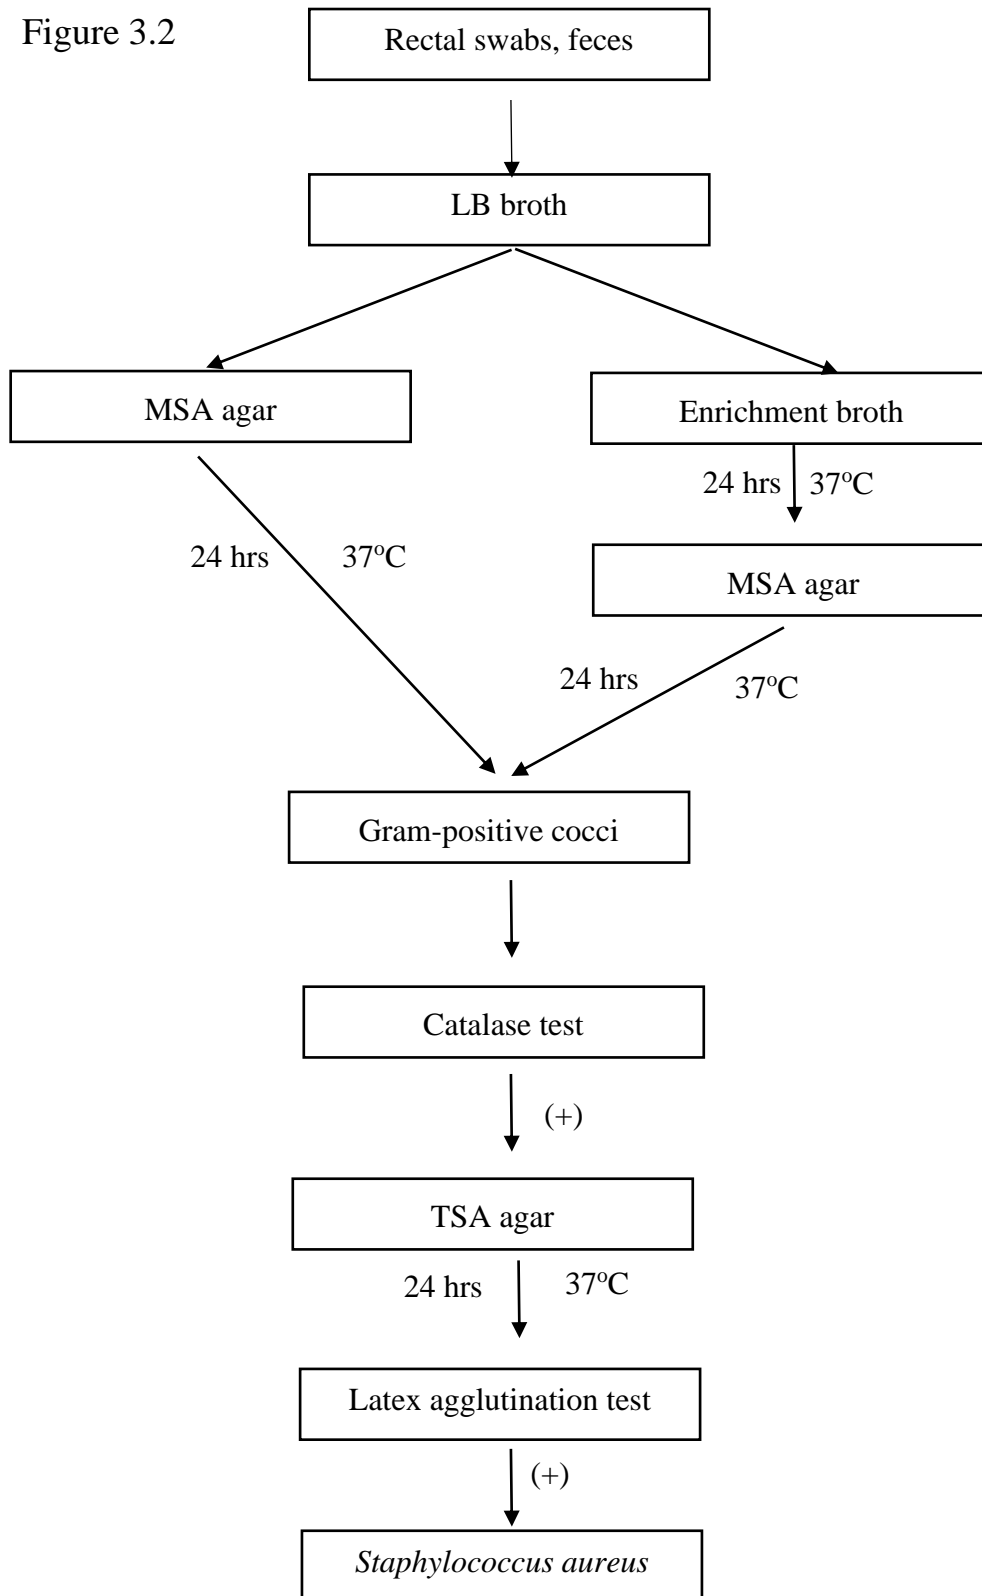 Figure 3.2
Rectal swabs, feces
LB broth
MSA agar
Enrichment broth
24 hrs 37°C
MSA agar
24 hrs 37°C
24 hrs 37°C
Gram-positive cocci
Catalase test
(+)
TSA agar
24 hrs 37°C
Latex agglutination test
(+)
Staphylococcus aureus